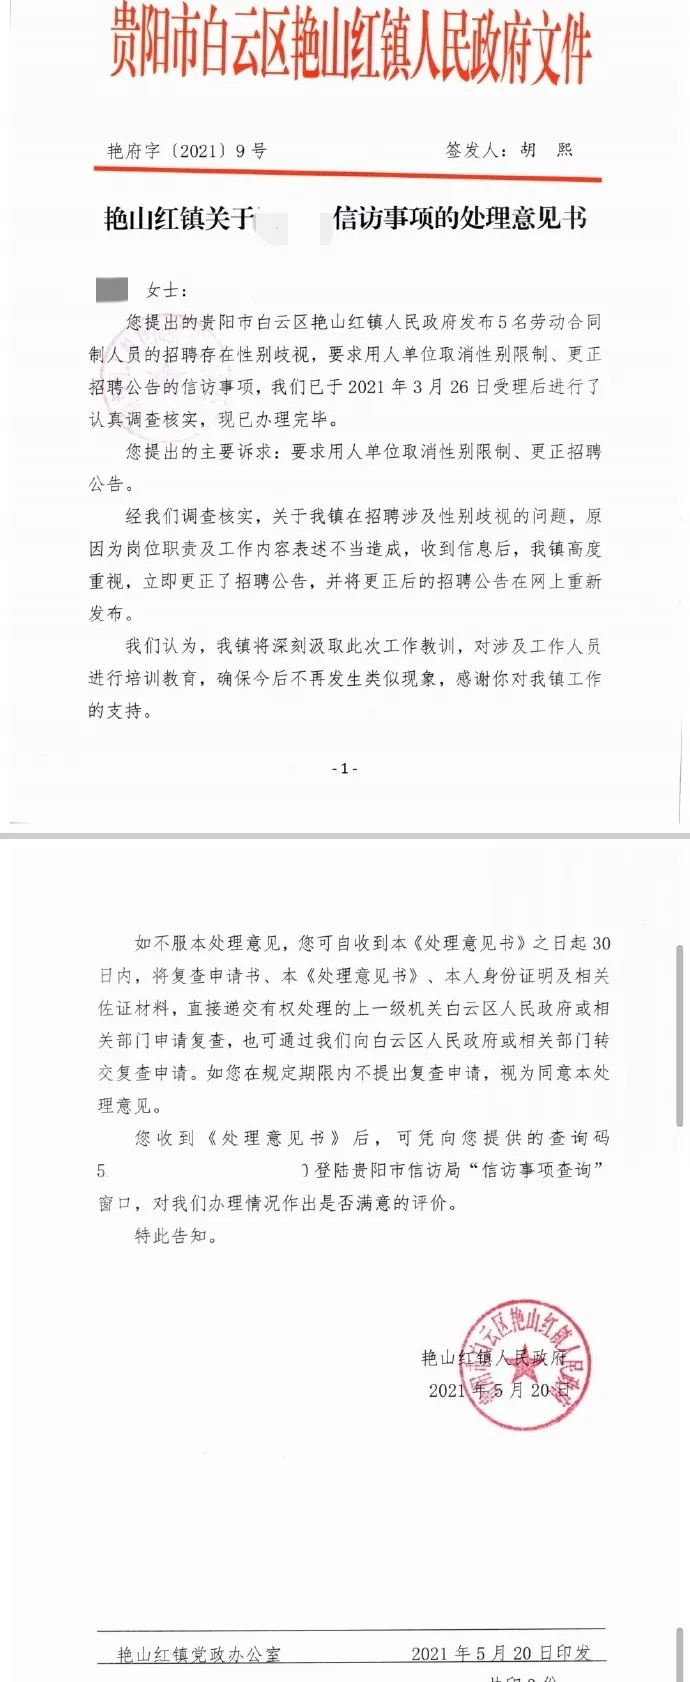 贵阳市白云区艳山红镇人民政府文件
艳府字〔2021〕9号 签发人：胡 熙
艳山红镇关于 信访事项的处理意见书
女士：
您提出的贵阳市白云区艳山红镇人民政府发布5名劳动合同
制人员的招聘存在性别歧视，要求用人单位取消性别限制、更正
招聘公告的信访事项，我们已于2021年3月26日受理后进行了
认真调查核实，现已办理完毕。
您提出的主要诉求：要求用人单位取消性别限制、更正招聘
公告。
经我们调查核实，关于我镇在招聘涉及性别歧视的问题，原
因为岗位职责及工作内容表述不当造成，收到信息后，我镇高度
重视，立即更正了招聘公告，并将更正后的招聘公告在网上重新
发布。
我们认为，我镇将深刻汲取此次工作教训，对涉及工作人员
进行培训教育，确保今后不再发生类似现象，感谢你对我镇工作
的支持。
-1-
如不服本处理意见，您可自收到本《处理意见书》之日起30
日内，将复查申请书、本《处理意见书》、本人身份证明及相关
佐证材料，直接递交有权处理的上一级机关白云区人民政府或相
关部门申请复查，也可通过我们向白云区人民政府或相关部门转
交复查申请。如您在规定期限内不提出复查申请，视为同意本处
理意见。
您收到《处理意见书》后，可凭向您提供的查询码
5 ）登陆贵阳市信访局“信访事项查询”
窗口，对我们办理情况作出是否满意的评价。
特此告知。
贵阳市白云区艳山红镇人民政府
艳山红镇人民政府
2021年5月20日
艳山红镇党政办公室 2021年5月20日印发